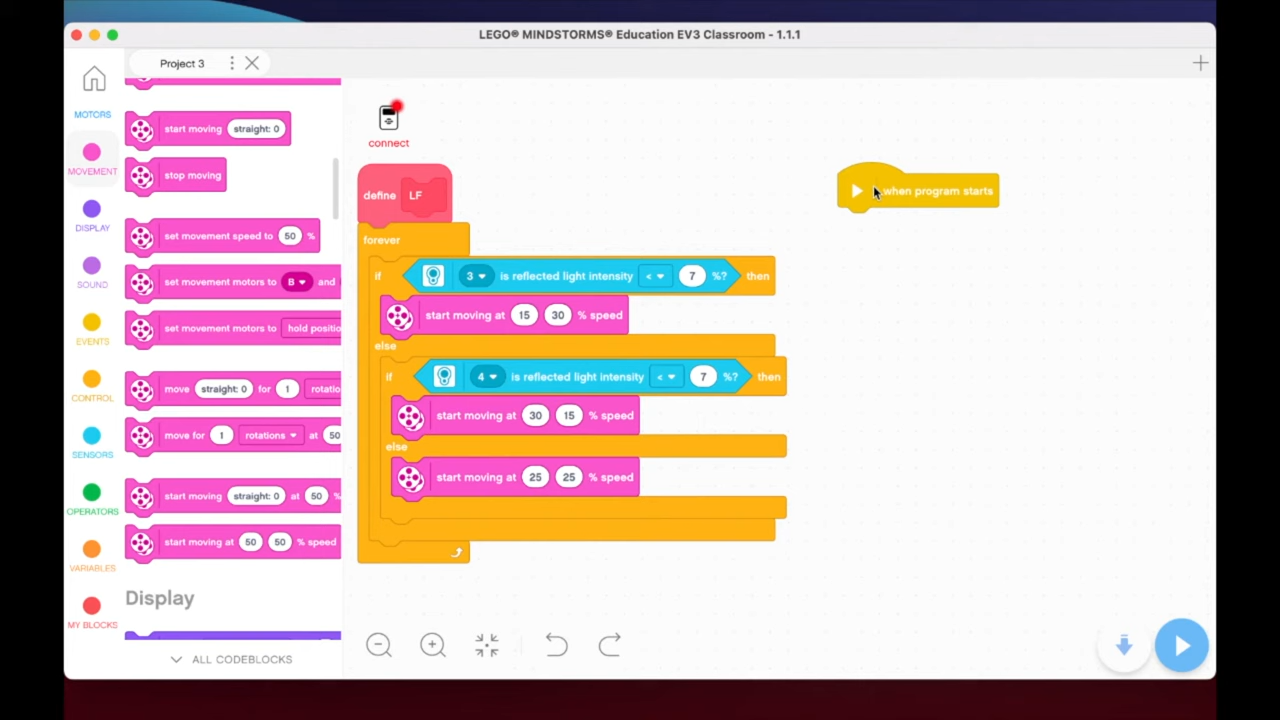 LEGO® MINDSTORMS® Education EV3 Classroom - 1.1.1
Project 3
MOTORS
MOVEMENT
DISPLAY
SOUND
EVENTS
CONTROL
SENSORS
OPERATORS
VARIABLES
MY BLOCKS
start moving straight: 0
stop moving
set movement speed to 50 %
set movement motors to B and
set movement motors to hold positio
move straight: 0 for 1 rotatio
move for 1 rotations at 50
start moving straight: 0 at 50 %
start moving at 50 50 % speed
Display
ALL CODEBLOCKS
connect
define LF
forever
if 3 is reflected light intensity < 7 %? then
start moving at 15 30 % speed
else
if 4 is reflected light intensity < 7 %? then
start moving at 30 15 % speed
else
start moving at 25 25 % speed
when program starts